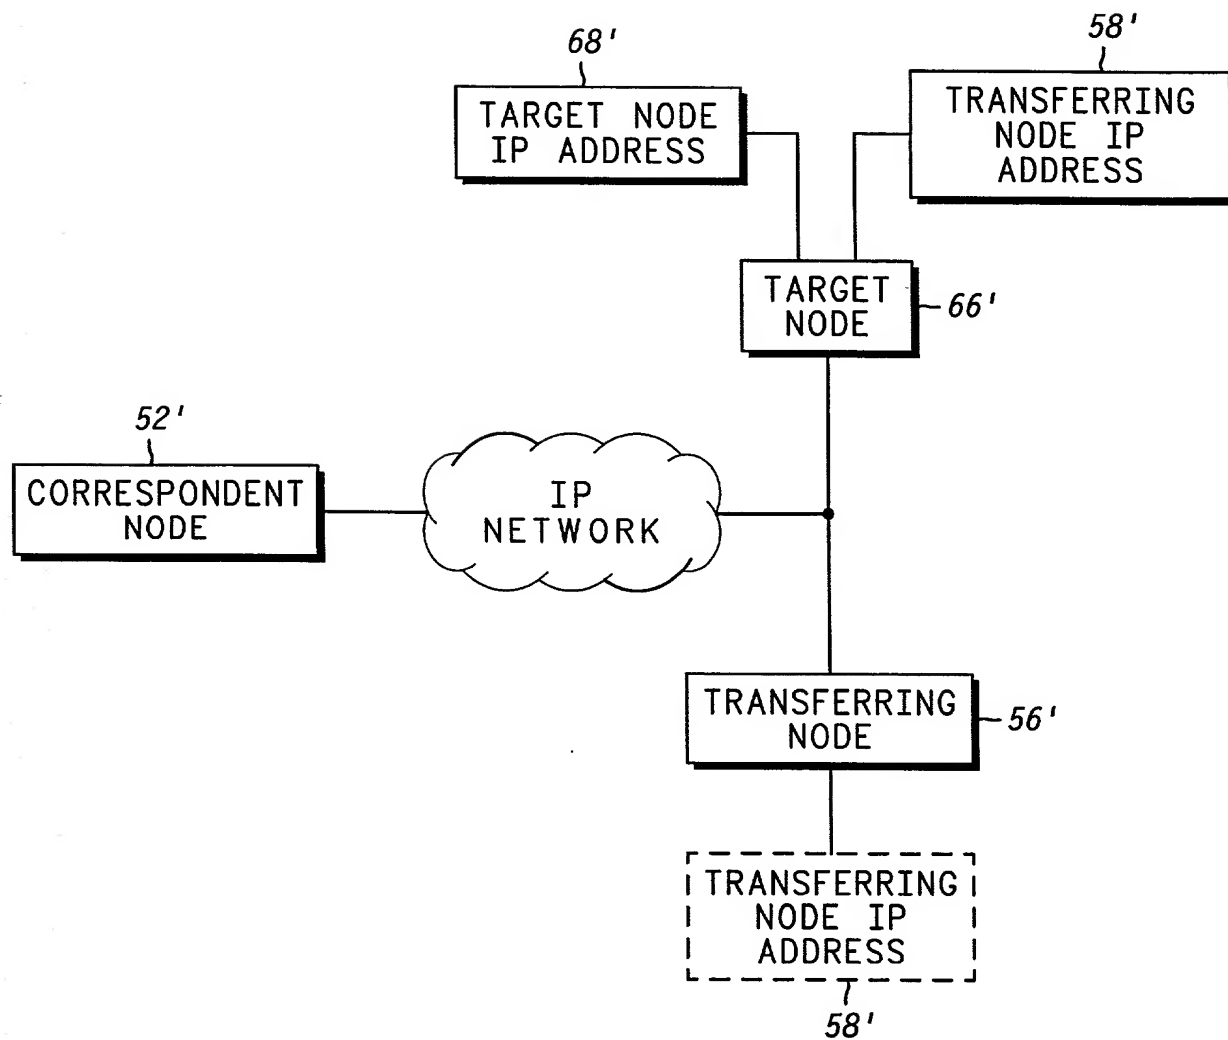 68'
58'
TARGET NODE
IP ADDRESS
TRANSFERRING
NODE IP
ADDRESS
TARGET
NODE
66'
52'
CORRESPONDENT
NODE
IP
NETWORK
TRANSFERRING
NODE
56'
TRANSFERRING
NODE IP
ADDRESS
58'